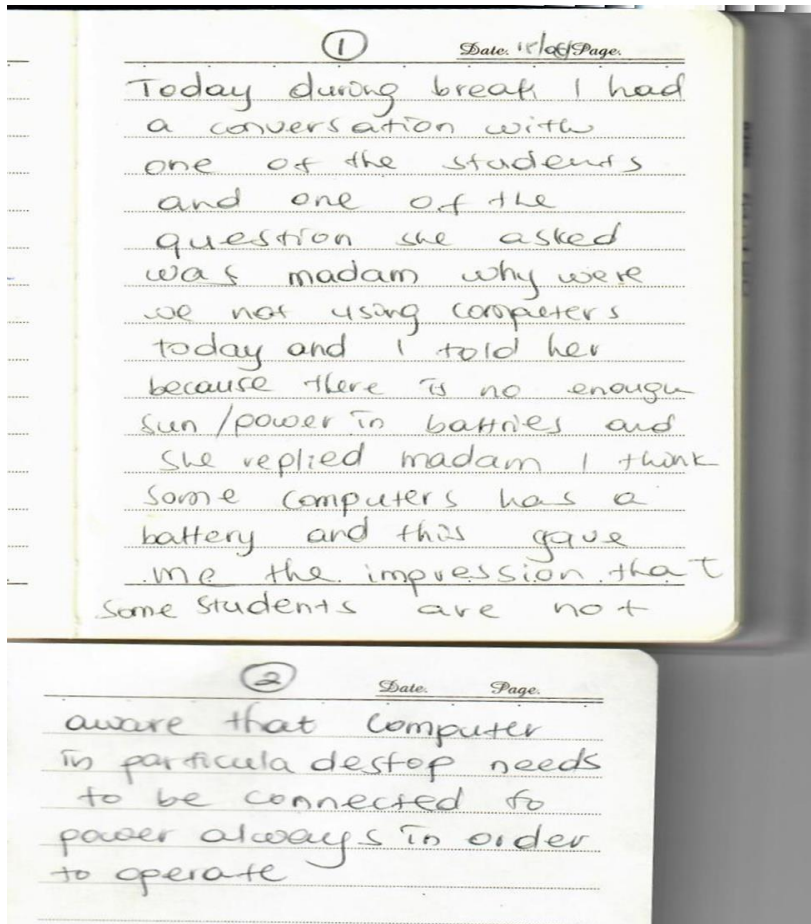 1
Date. Page.
Today during break I had
a conversation with
one of the students
and one of the
question she asked
was madam why were
we not using computers
today and I told her
because there is no enough
sun/power in battries and
she replied madam I think
some computers has a
battery and this gave
me the impression that
some students are not
2
Date. Page.
aware that computer
in particula destop needs
to be connected to
power always in order
to operate